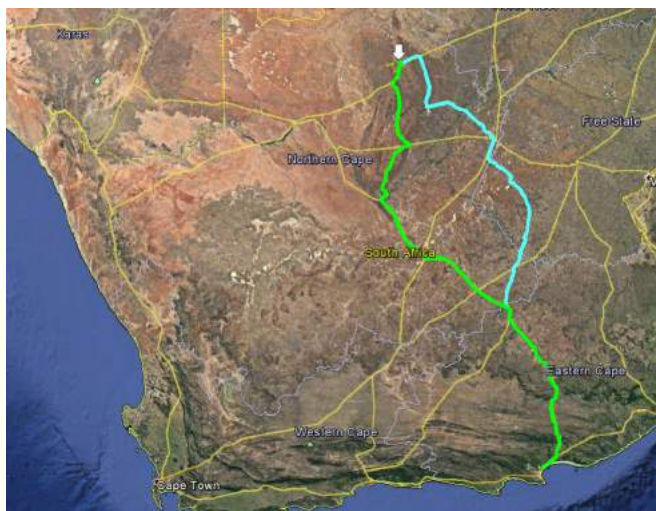 Karas
Free State
Northern Cape
South Africa
Eastern Cape
Western Cape
Cape Town